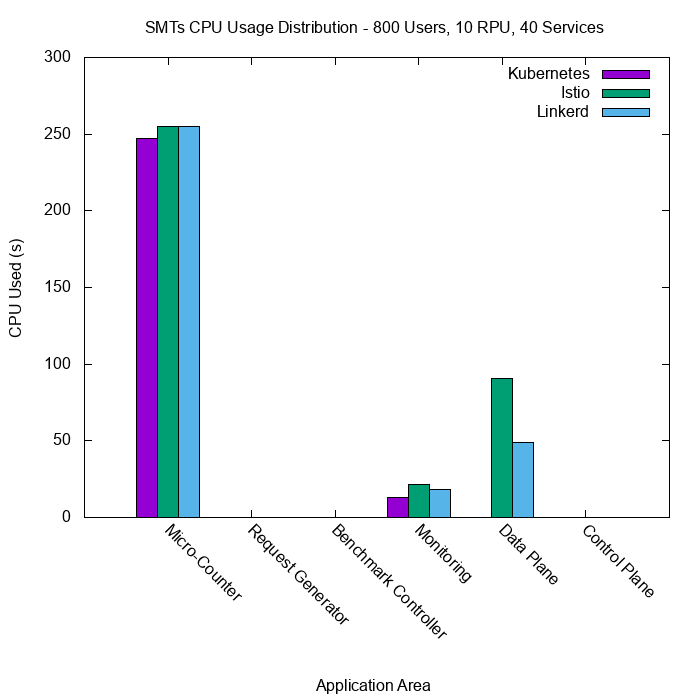 SMTs CPU Usage Distribution - 800 Users, 10 RPU, 40 Services
300
250
200
150
100
50
0
CPU Used (s)
Kubernetes
Istio
Linkerd
Micro-Counter
Request Generator
Benchmark Controller
Monitoring
Data Plane
Control Plane
Application Area